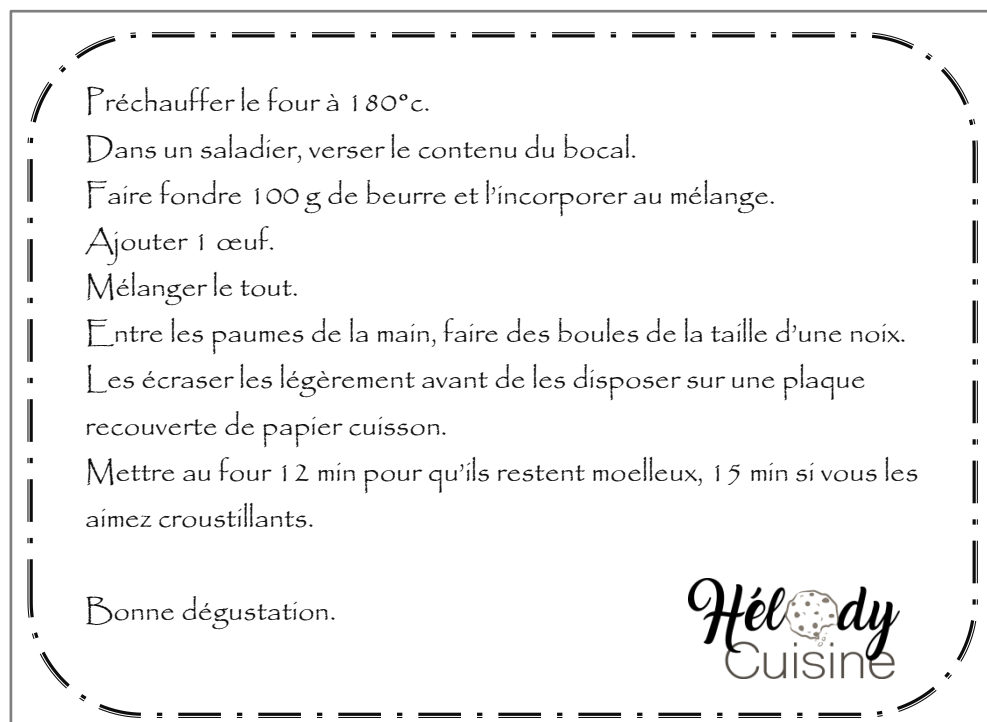 Préchauffer le four à 180°c.
Dans un saladier, verser le contenu du bocal.
Faire fondre 100 g de beurre et l'incorporer au mélange.
Ajouter 1 œuf.
Mélanger le tout.
Entre les paumes de la main, faire des boules de la taille d'une noix.
Les écraser les légèrement avant de les disposer sur une plaque
recouverte de papier cuisson.
Mettre au four 12 min pour qu'ils restent moelleux, 15 min si vous les
aimez croustillants.
Bonne dégustation.
Hélody
Cuisine